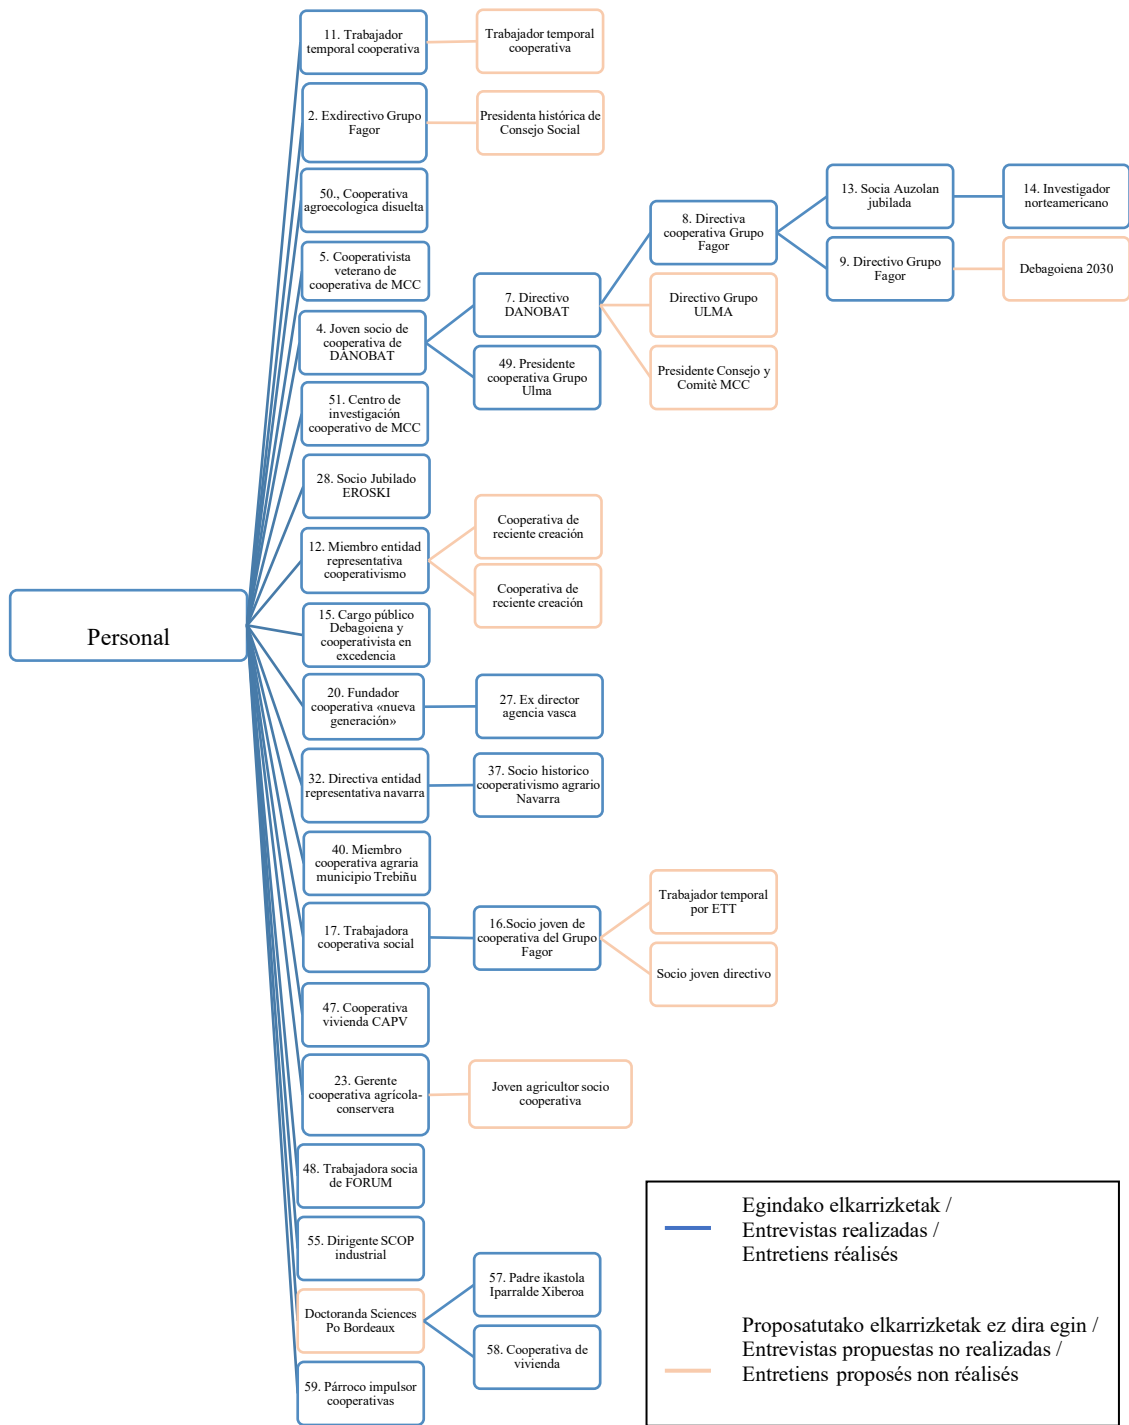 11. Trabajador
temporal cooperativa
Trabajador temporal
cooperativa
2. Exdirectivo Grupo
Fagor
Presidenta histórica de
Consejo Social
50., Cooperativa
agroecologica disuelta
5. Cooperativista
veterano de
cooperativa de MCC
4. Joven socio de
cooperativa de
DANOBAT
7. Directivo
DANOBAT
8. Directiva
cooperativa Grupo
Fagor
13. Socia Auzolan
jubilada
14. Investigador
norteamericano
9. Directivo Grupo
Fagor
Debagoiena 2030
Directivo Grupo
ULMA
Presidente Consejo y
Comitè MCC
49. Presidente
cooperativa Grupo
Ulma
51. Centro de
investigación
cooperativo de MCC
28. Socio Jubilado
EROSKI
12. Miembro entidad
representativa
cooperativismo
Cooperativa de
reciente creación
Cooperativa de
reciente creación
Personal
15. Cargo público
Debagoiena y
cooperativista en
excedencia
20. Fundador
cooperativa «nueva
generación»
27. Ex director
agencia vasca
32. Directiva entidad
representativa navarra
37. Socio historico
cooperativismo agrario
Navarra
40. Miembro
cooperativa agraria
municipio Trebiñu
17. Trabajadora
cooperativa social
16.Socio joven de
cooperativa del Grupo
Fagor
Trabajador temporal
por ETT
Socio joven directivo
47. Cooperativa
vivienda CAPV
23. Gerente
cooperativa agrícola-
conservera
Joven agricultor socio
cooperativa
48. Trabajadora socia
de FORUM
55. Dirigente SCOP
industrial
Doctoranda Sciences
Po Bordeaux
57. Padre ikastola
Iparralde Xiberoa
58. Cooperativa de
vivienda
59. Párroco impulsor
cooperativas
Egindako elkarrizketak /
Entrevistas realizadas /
Entretiens réalisés
Proposatutako elkarrizketak ez dira egin /
Entrevistas propuestas no realizadas /
Entretiens proposés non réalisés